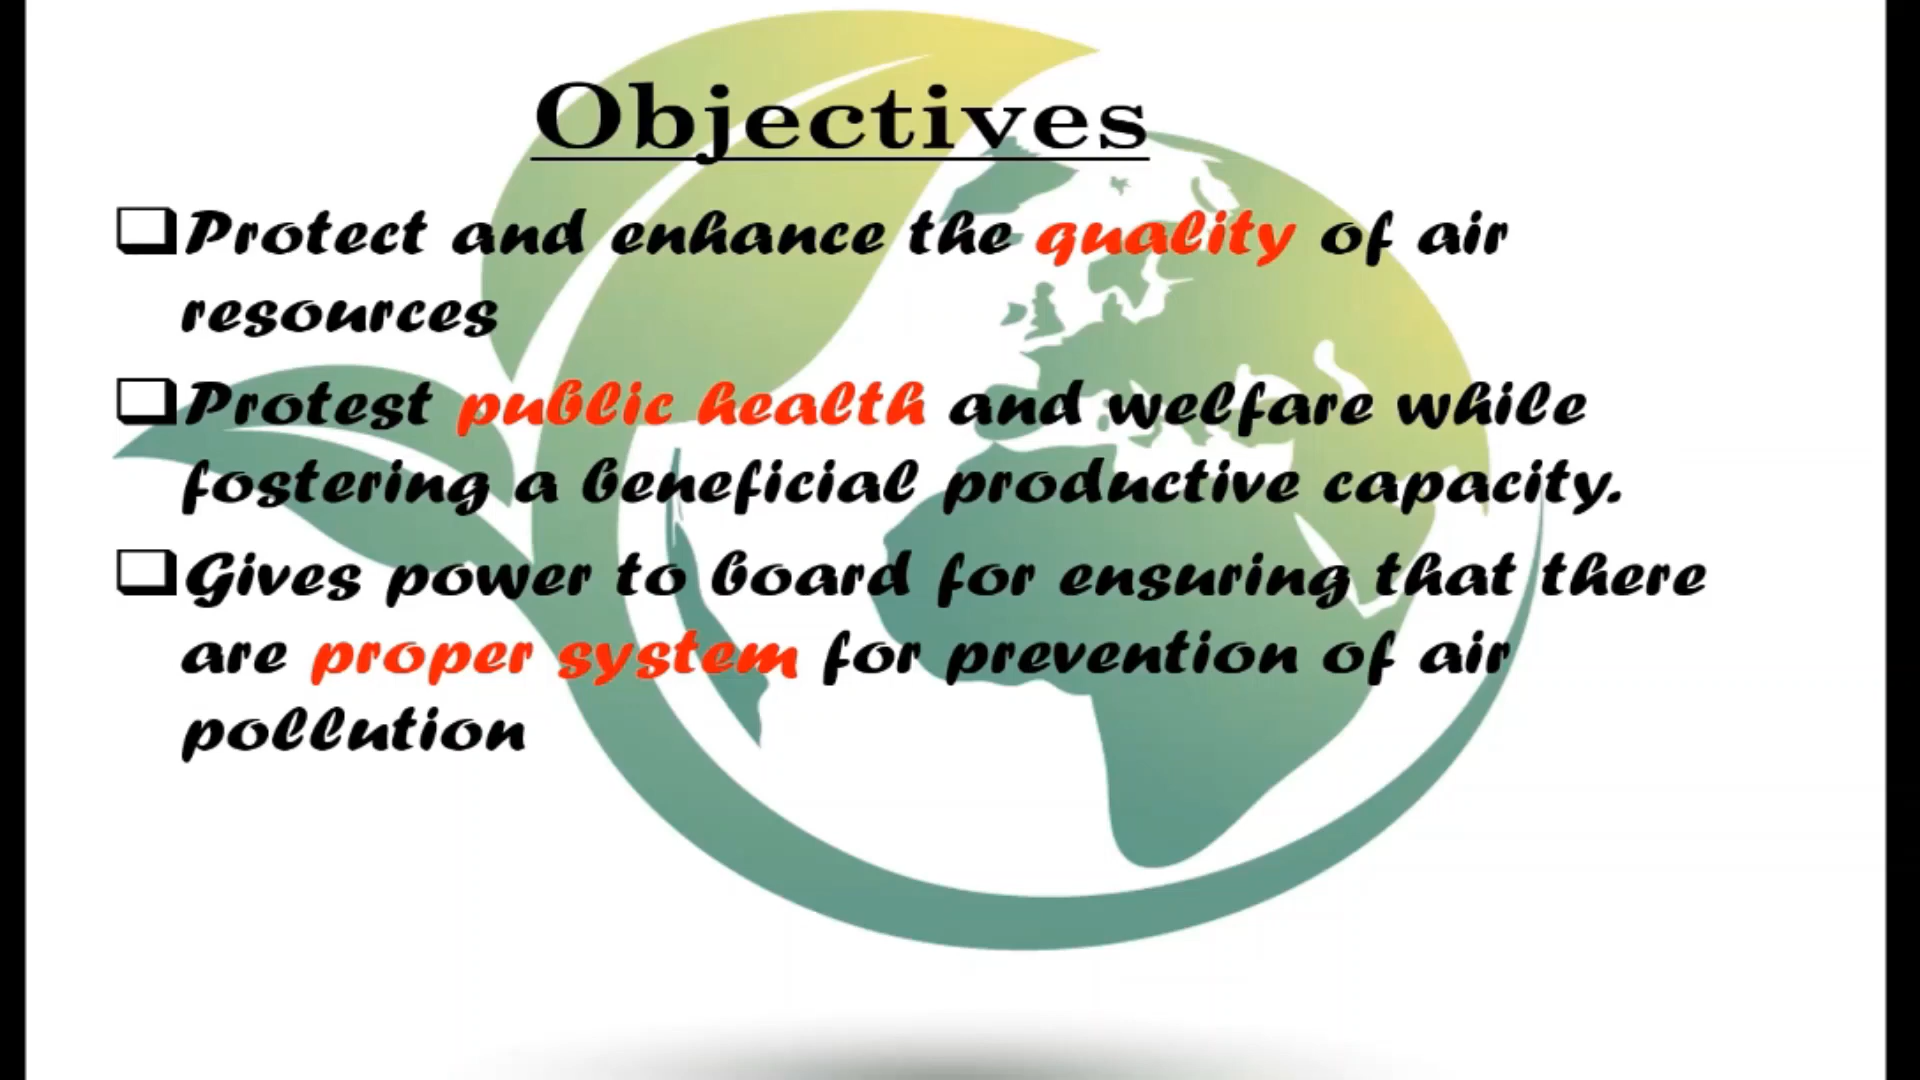 Objectives
Protect and enhance the quality of air
resources
Protest public health and welfare while
fostering a beneficial productive capacity.
Gives power to board for ensuring that there
are proper system for prevention of air
pollution